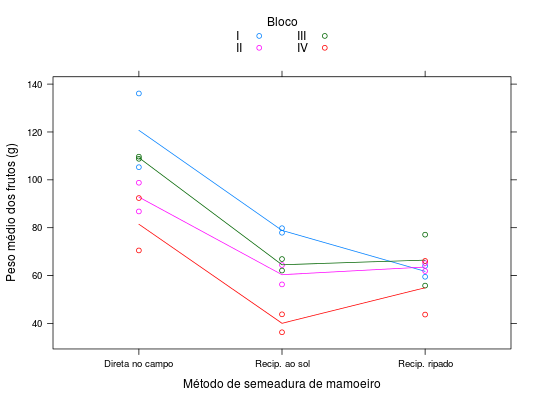 Bloco
I III
II IV
140
120
100
80
60
40
Peso médio dos frutos (g)
Direta no campo Recip. ao sol Recip. ripado
Método de semeadura de mamoeiro